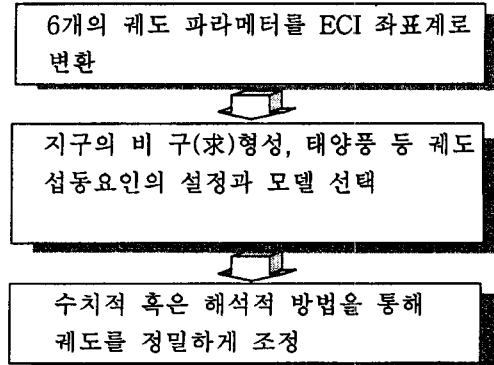 6개의 궤도 파라메터를 ECI 좌표계로
변환
지구의 비 구(求)형성, 태양풍 등 궤도
섭동요인의 설정과 모델 선택
수치적 혹은 해석적 방법을 통해
궤도를 정밀하게 조정